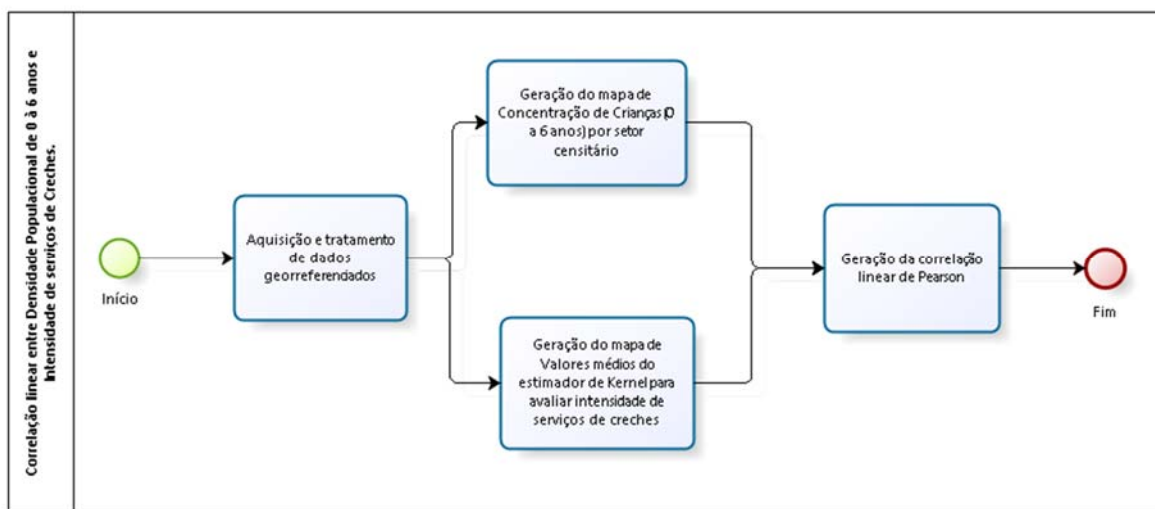 Correlação linear entre Densidade Populacional de 0 à 6 anos e
Intensidade de serviços de Creches.
Início
Aquisição e tratamento
de dados
georreferenciados
Geração do mapa de
Concentração de Crianças (0
a 6 anos) por setor
censitário
Geração do mapa de
Valores médios do
estimador de Kernel para
avaliar intensidade de
serviços de creches
Geração da correlação
linear de Pearson
Fim